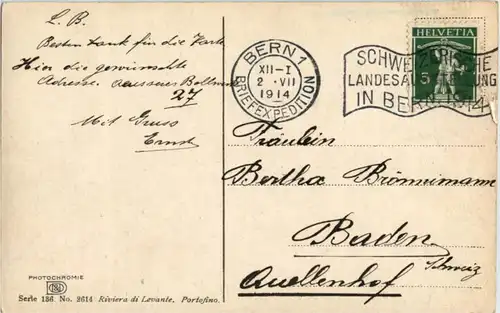 L. B.
Besten Dank für die Karte
Hier die gewünschte
Adresse. Aeusseres Bollwerk
27
Mit Gruss
Ernst
BERN 1
XII-I
2 VII
1914
BRIEFEXPEDITION
HELVETIA
5
SCHWEIZERISCHE
LANDESAUSSTELLUNG
IN BERN 1914
Fräulein
Bertha Brönnimann
Baden
Schweiz
Quellenhof
PHOTOCHROMIE
Serie 136 No. 2614 Riviera di Levante. Portofino.